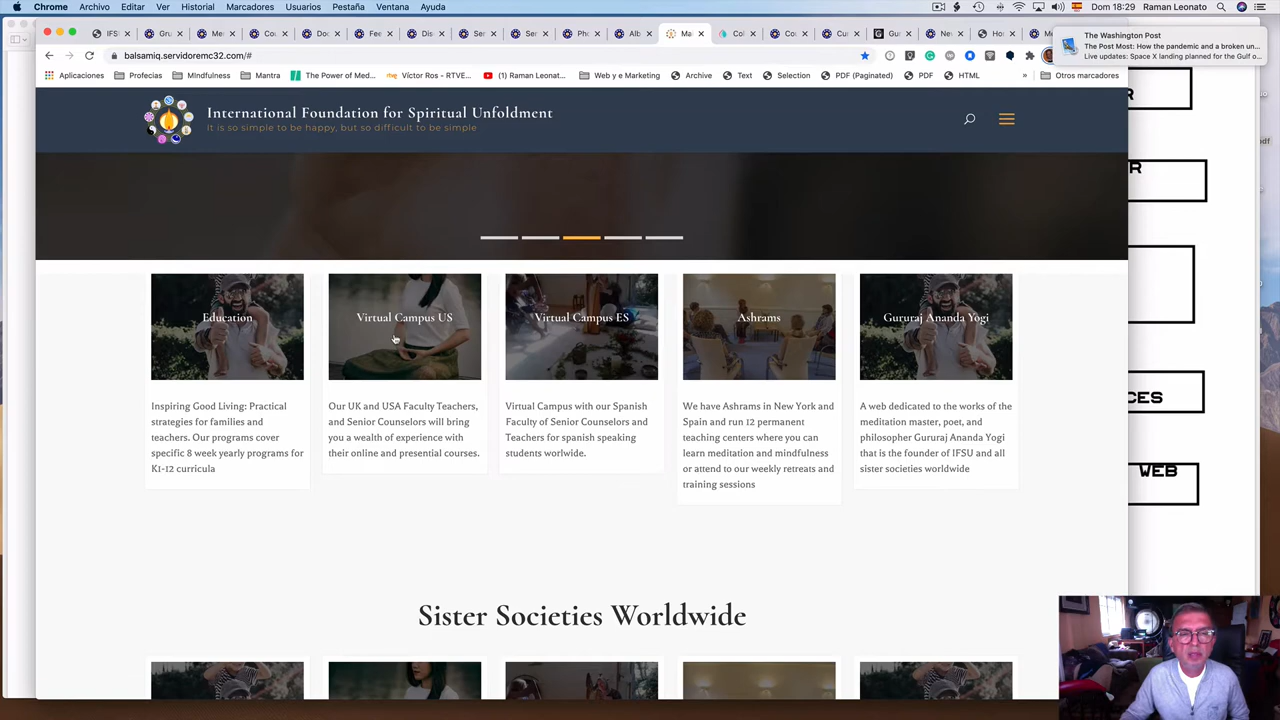 Chrome Archivo Editar Ver Historial Marcadores Usuarios Pestaña Ventana Ayuda Dom 18:29 Raman Leonato
balsamiq.servidoremc32.com/#
Aplicaciones Profecias MIndfulness Mantra The Power of Med... Víctor Ros - RTVE... (1) Raman Leonat... Web y e Marketing Archive Text Selection PDF (Paginated) PDF HTML » Otros marcadores
The Washington Post
The Post Most: How the pandemic and a broken un...
Live updates: Space X landing planned for the Gulf o...
International Foundation for Spiritual Unfoldment
It is so simple to be happy, but so difficult to be simple
Education
Inspiring Good Living: Practical
strategies for families and
teachers. Our programs cover
specific 8 week yearly programs for
K1-12 curricula
Virtual Campus US
Our UK and USA Faculty Teachers,
and Senior Counselors will bring
you a wealth of experience with
their online and presential courses.
Virtual Campus ES
Virtual Campus with our Spanish
Faculty of Senior Counselors and
Teachers for spanish speaking
students worlwide.
Ashrams
We have Ashrams in New York and
Spain and run 12 permanent
teaching centers where you can
learn meditation and mindfulness
or attend to our weekly retreats and
training sessions
Gururaj Ananda Yogi
A web dedicated to the works of the
meditation master, poet, and
philosopher Gururaj Ananda Yogi
that is the founder of IFSU and all
sister societies worldwide
Sister Societies Worldwide
R
R
CES
WEB